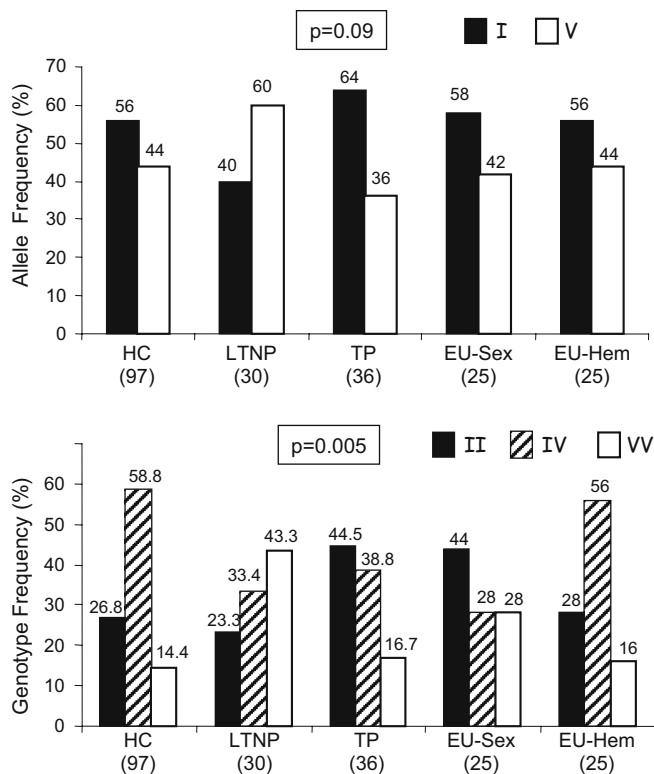 p=0.09
I V
Allele Frequency (%)
70
60
50
40
30
20
10
0
56 44 40 60 64 36 58 42 56 44
HC LTNP TP EU-Sex EU-Hem
(97) (30) (36) (25) (25)
p=0.005
II IV VV
Genotype Frequency (%)
60
50
40
30
20
10
0
26.8 58.8 14.4 23.3 33.4 43.3 44.5 38.8 16.7 44 28 28 28 56 16
HC LTNP TP EU-Sex EU-Hem
(97) (30) (36) (25) (25)